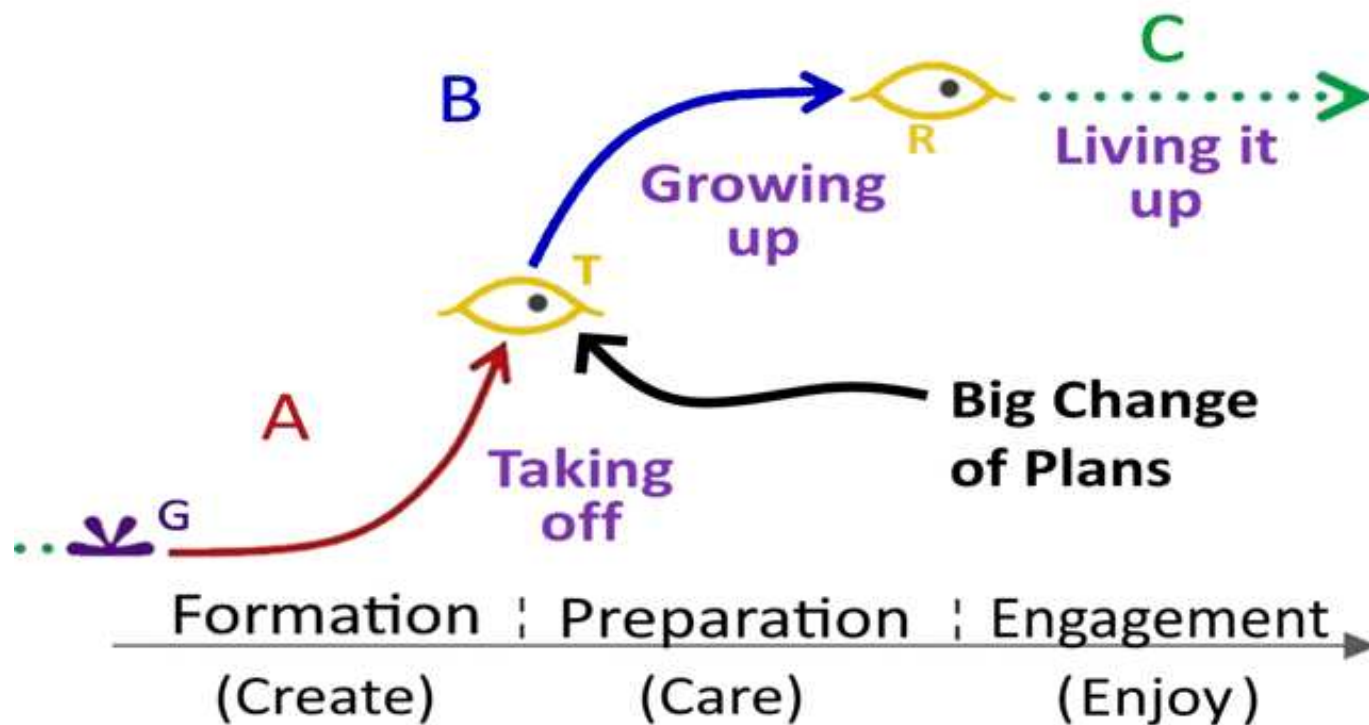 C
B
R
Living it
up
Growing
up
T
A
Big Change
of Plans
Taking
off
G
Formation
Preparation
Engagement
(Create)
(Care)
(Enjoy)